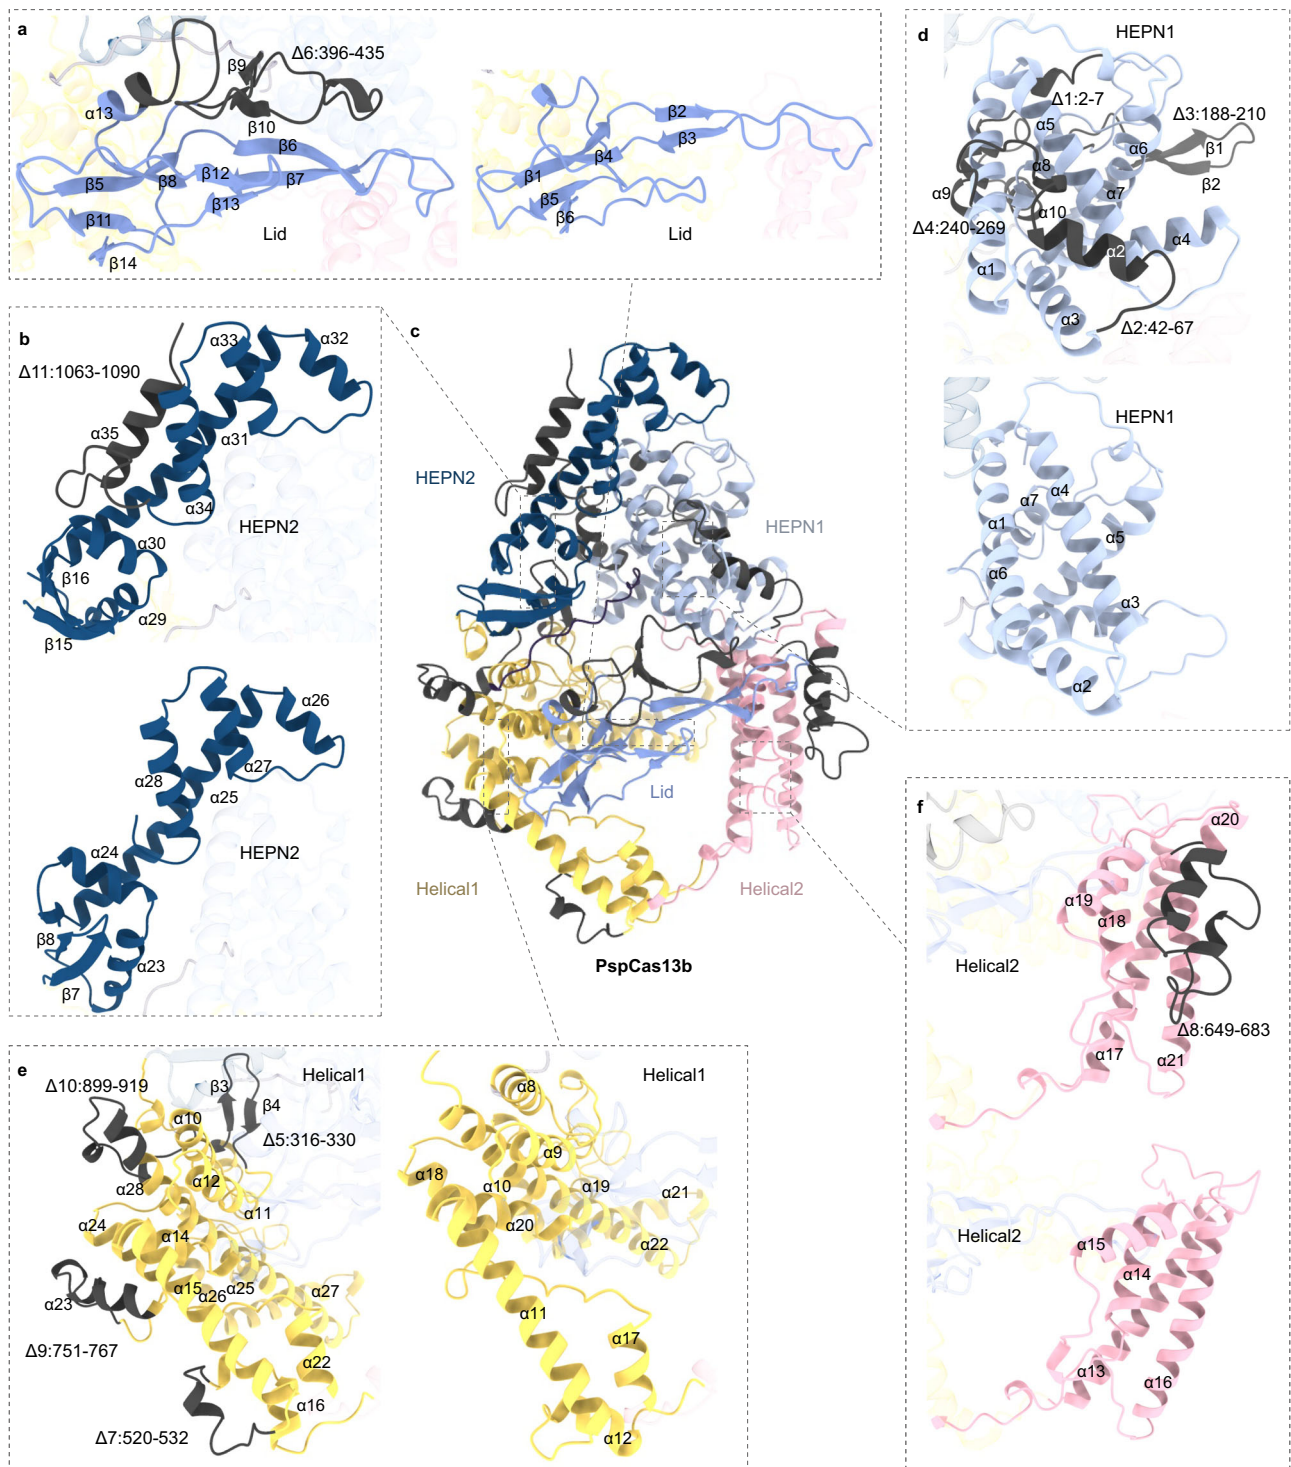 a
Δ6:396-435
β9
α13
β10
β6
β5
β8
β12
β7
β13
β11
Lid
β14
β2
β3
β4
β1
β5
β6
Lid
b
α33
α32
Δ11:1063-1090
α35
α31
α34
HEPN2
α30
β16
α29
β15
α26
α27
α28
α25
α24
HEPN2
β8
α23
β7
c
HEPN2
HEPN1
Lid
Helical1
Helical2
PspCas13b
d
HEPN1
Δ1:2-7
Δ3:188-210
α5
α6
β1
α8
β2
α9
α7
α10
Δ4:240-269
α2
α4
α1
α3
Δ2:42-67
HEPN1
α4
α7
α1
α5
α6
α3
α2
e
Δ10:899-919
β3
Helical1
β4
α10
Δ5:316-330
α12
α28
α11
α24
α14
α15
α26
α25
α27
α23
Δ9:751-767
α22
α16
Δ7:520-532
Helical1
α8
α9
α18
α10
α19
α21
α20
α22
α11
α17
α12
f
α20
α19
α18
Helical2
Δ8:649-683
α17
α21
Helical2
α15
α14
α13
α16